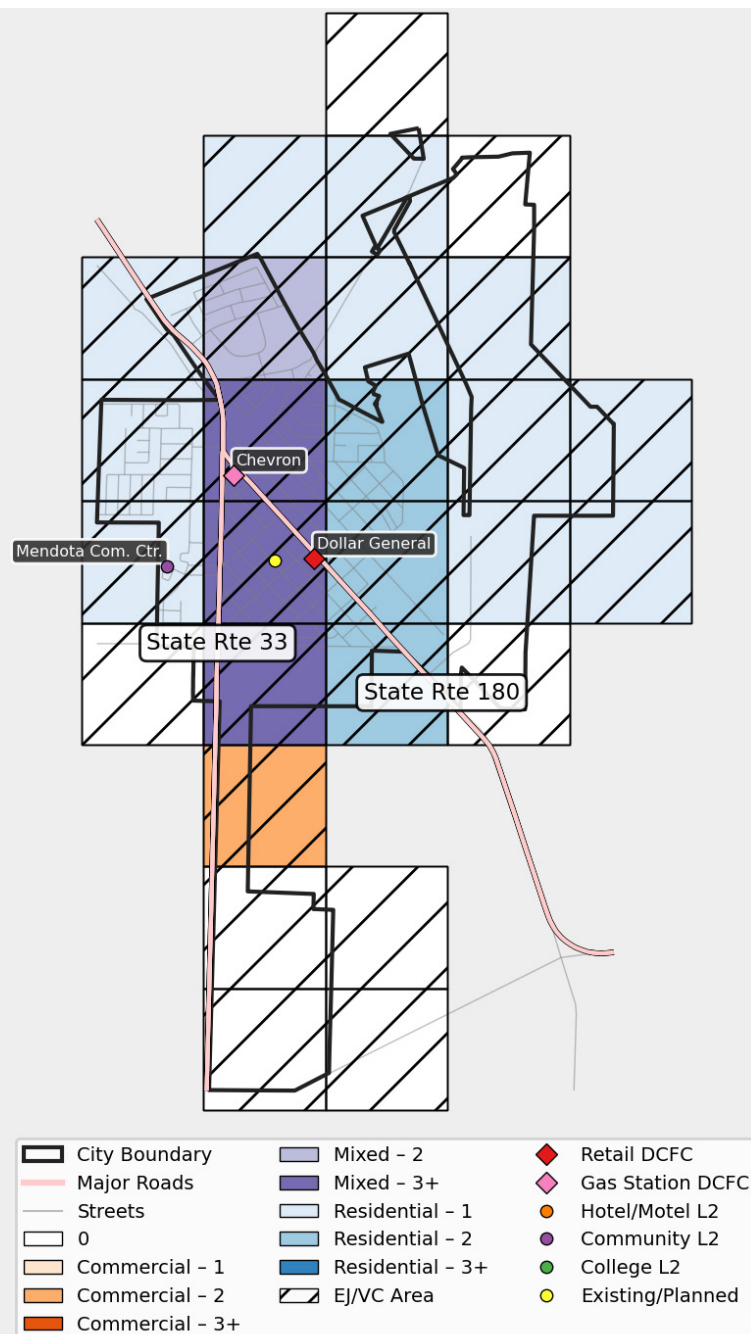 Chevron
Dollar General
Mendota Com. Ctr.
State Rte 33
State Rte 180
City Boundary
Major Roads
Streets
0
Commercial – 1
Commercial – 2
Commercial – 3+
Mixed – 2
Mixed – 3+
Residential – 1
Residential – 2
Residential – 3+
EJ/VC Area
Retail DCFC
Gas Station DCFC
Hotel/Motel L2
Community L2
College L2
Existing/Planned